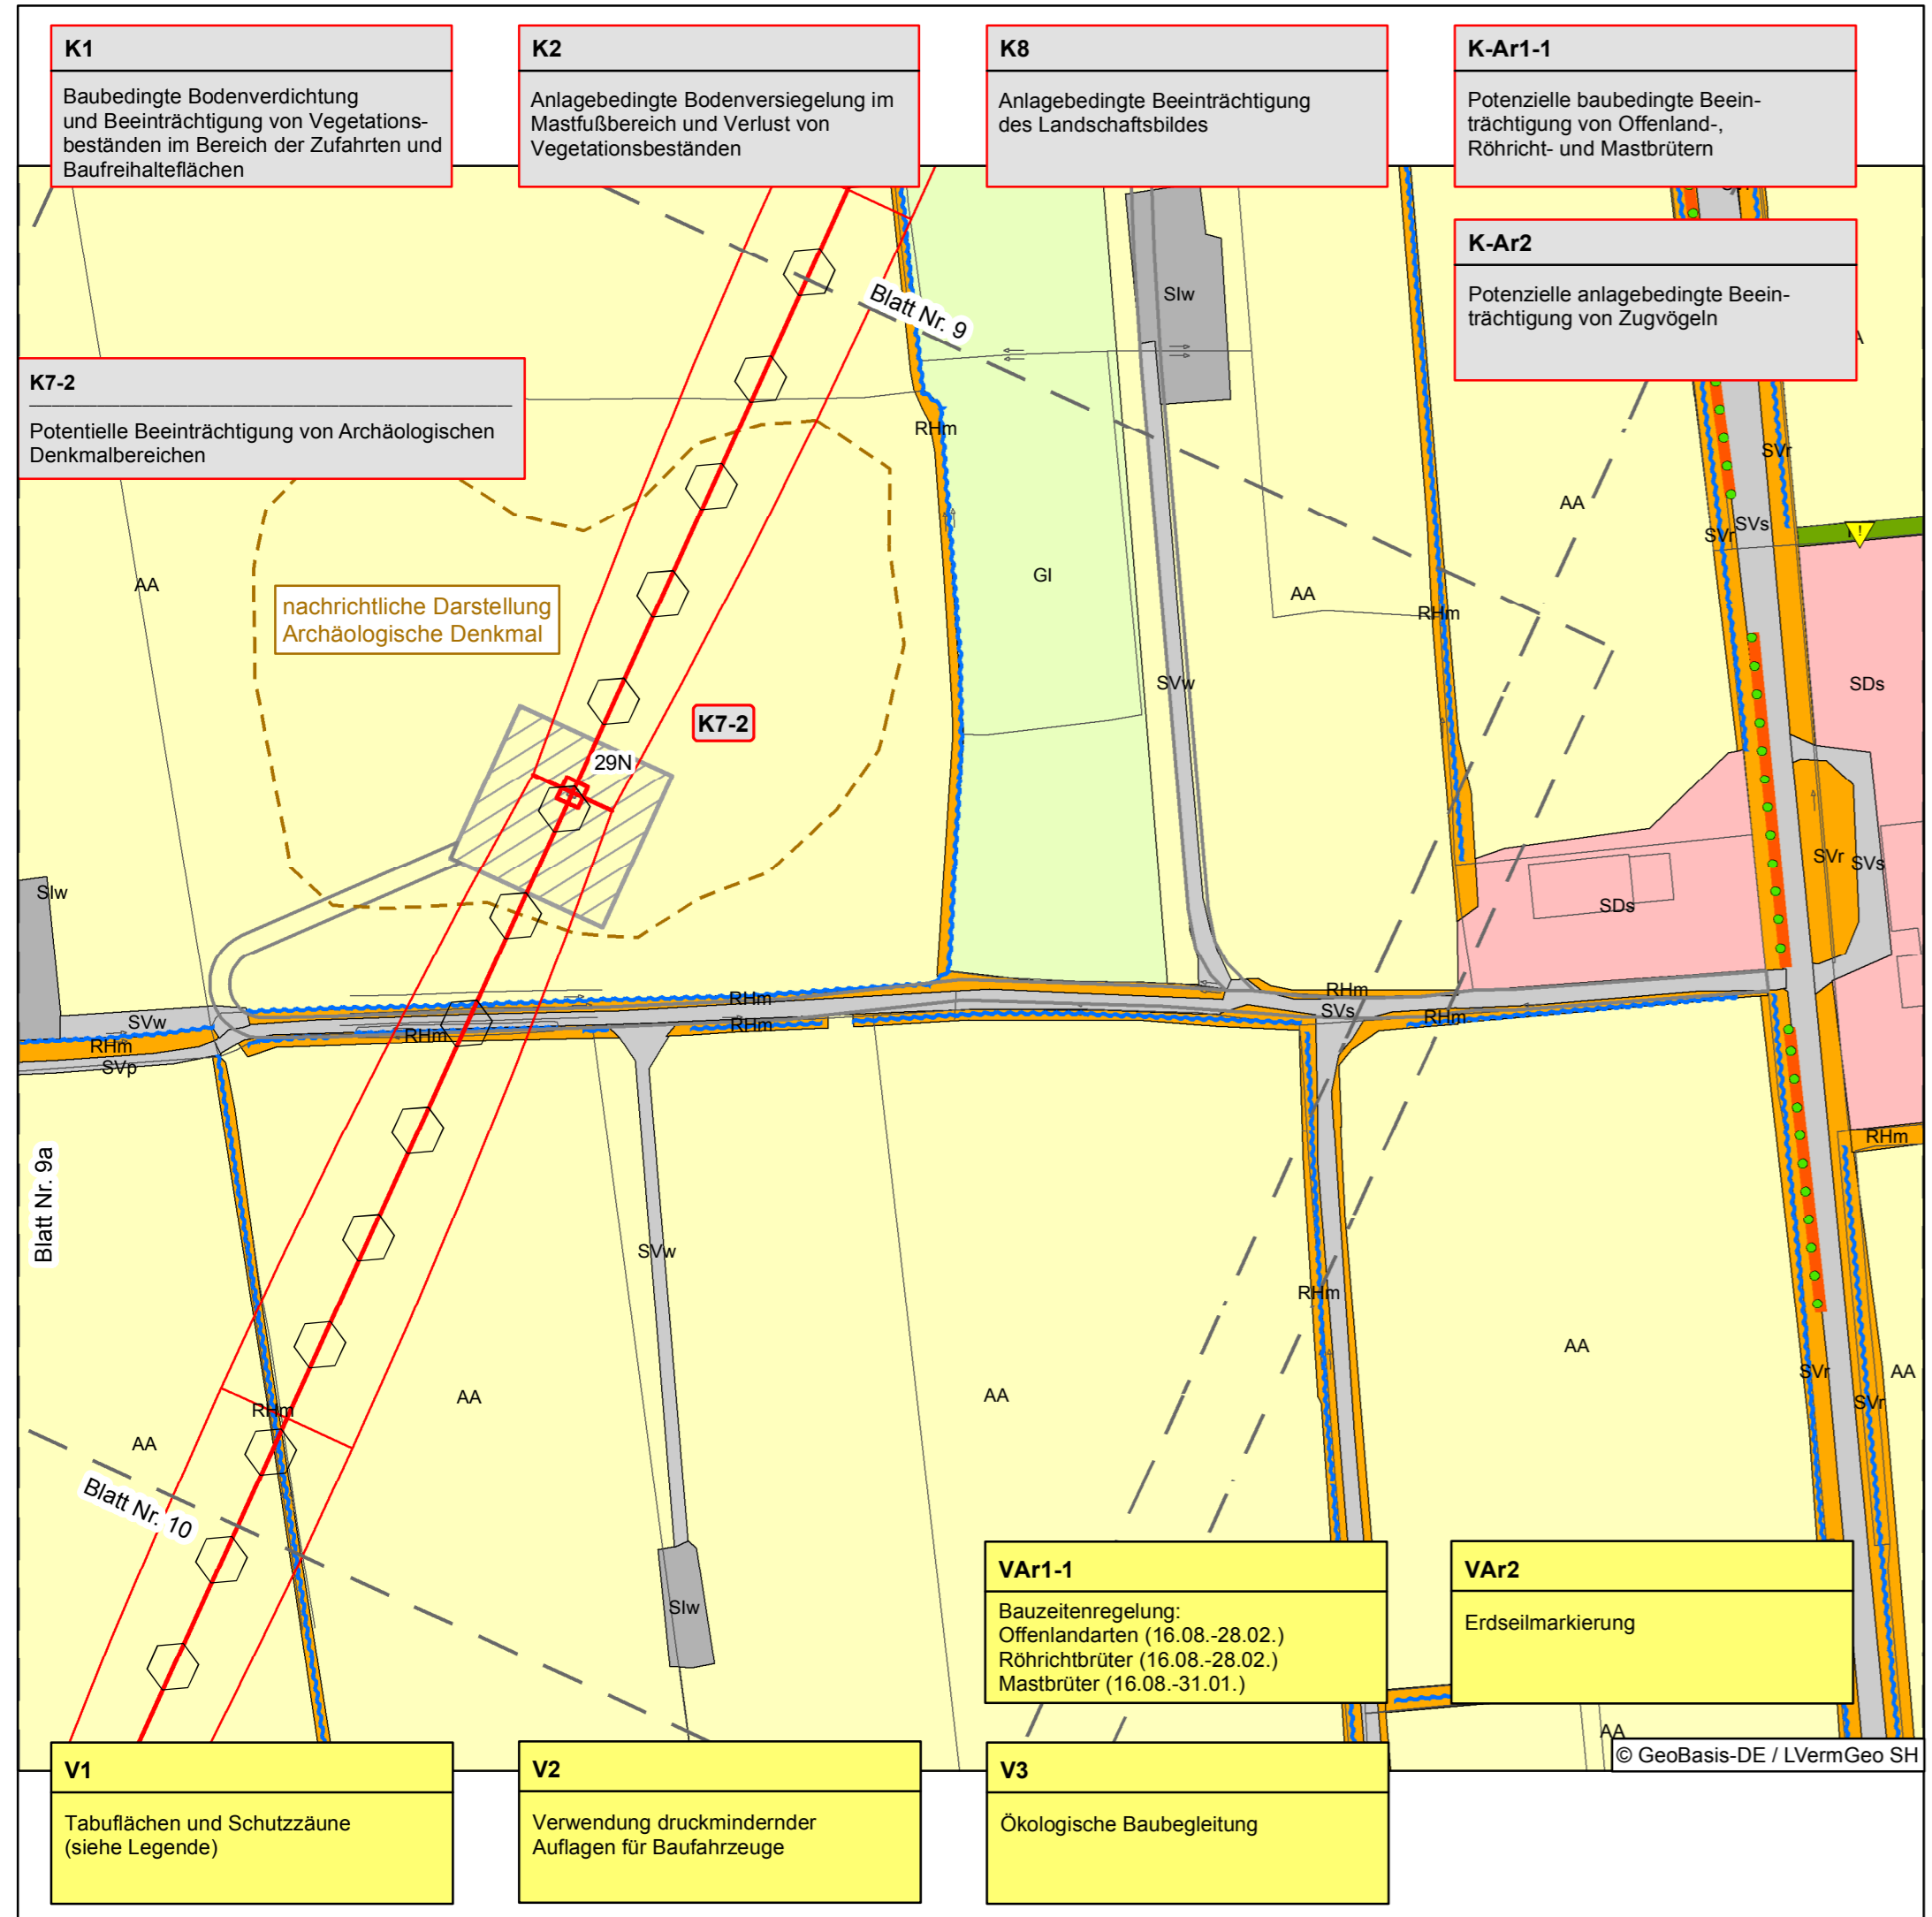 K1
Baubedingte Bodenverdichtung
und Beeinträchtigung von Vegetations-
beständen im Bereich der Zufahrten und
Baufreihalteflächen
K2
Anlagebedingte Bodenversiegelung im
Mastfußbereich und Verlust von
Vegetationsbeständen
K8
Anlagebedingte Beeinträchtigung
des Landschaftsbildes
K-Ar1-1
Potenzielle baubedingte Beein-
trächtigung von Offenland-,
Röhricht- und Mastbrütern
K-Ar2
Potenzielle anlagebedingte Beein-
trächtigung von Zugvögeln
K7-2
Potentielle Beeinträchtigung von Archäologischen
Denkmalbereichen
Blatt Nr. 9
SIw
RHm
SVr
AA
SVs
SVr
!
GI
AA
AA
nachrichtliche Darstellung
Archäologische Denkmal
RHm
SVw
SDs
K7-2
29N
SVr
SVs
SIw
SDs
RHm
RHm
SVs
RHm
SVw
RHm
RHm
RHm
SVp
RHm
Blatt Nr. 9a
SVw
RHm
AA
SVr
AA
AA
AA
SVr
RHm
AA
Blatt Nr. 10
SIw
VAr1-1
Bauzeitenregelung:
Offenlandarten (16.08.-28.02.)
Röhrichtbrüter (16.08.-28.02.)
Mastbrüter (16.08.-31.01.)
VAr2
Erdseilmarkierung
AA
© GeoBasis-DE / LVermGeo SH
V1
Tabuflächen und Schutzzäune
(siehe Legende)
V2
Verwendung druckmindernder
Auflagen für Baufahrzeuge
V3
Ökologische Baubegleitung